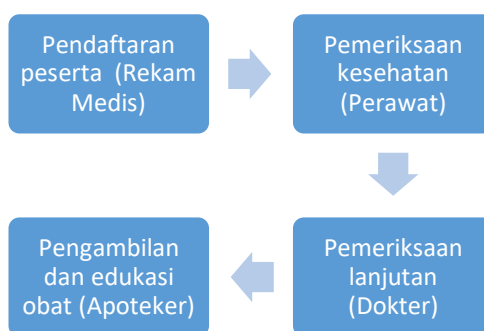 Pendaftaran
peserta (Rekam
Medis)
Pemeriksaan
kesehatan
(Perawat)
Pemeriksaan
lanjutan
(Dokter)
Pengambilan
dan edukasi
obat (Apoteker)